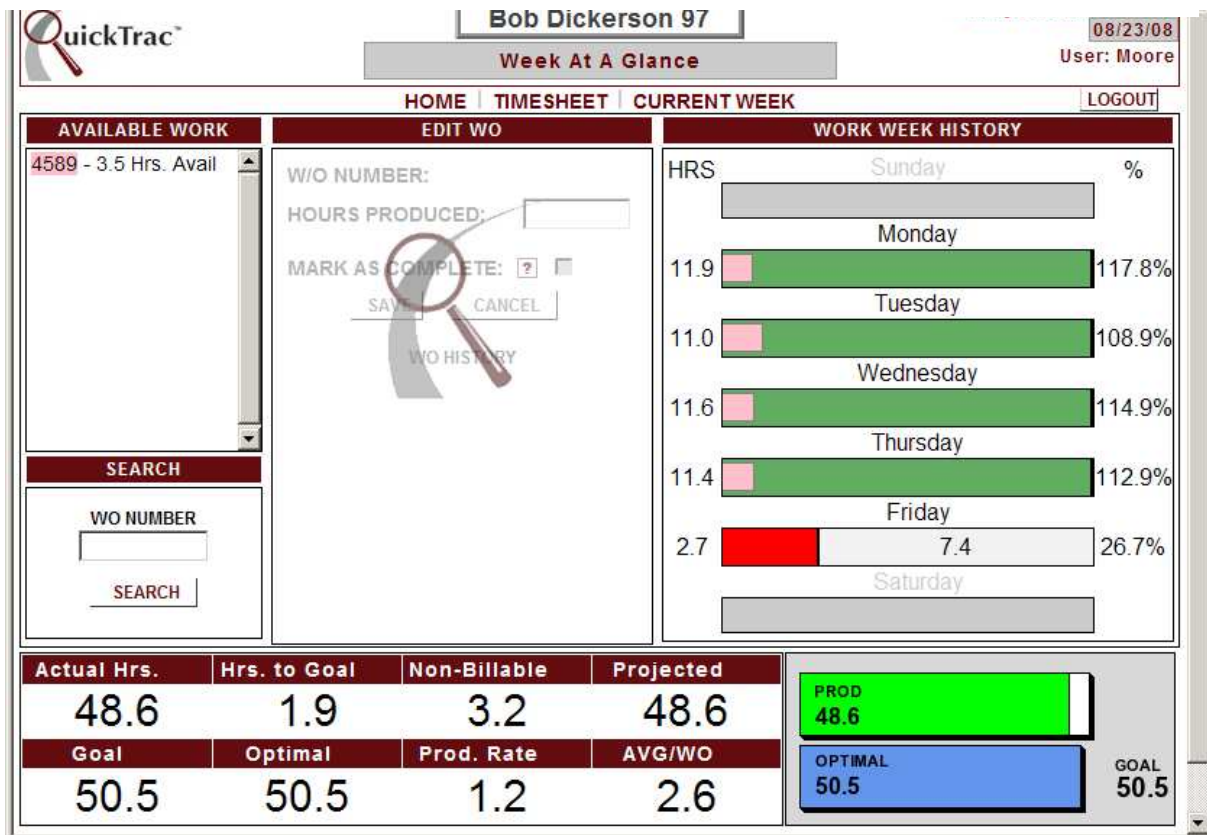 QuickTrac™
Bob Dickerson 97
Week At A Glance
08/23/08
User: Moore
HOME | TIMESHEET | CURRENT WEEK
LOGOUT
AVAILABLE WORK
4589 - 3.5 Hrs. Avail
SEARCH
WO NUMBER
SEARCH
EDIT WO
W/O NUMBER:
HOURS PRODUCED:
MARK AS COMPLETE: ?
SAVE CANCEL
WO HISTORY
WORK WEEK HISTORY
HRS Sunday %
Monday
11.9 117.8%
Tuesday
11.0 108.9%
Wednesday
11.6 114.9%
Thursday
11.4 112.9%
Friday
2.7 7.4 26.7%
Saturday
Actual Hrs. Hrs. to Goal Non-Billable Projected
48.6 1.9 3.2 48.6
Goal Optimal Prod. Rate AVG/WO
50.5 50.5 1.2 2.6
PROD
48.6
OPTIMAL
50.5
GOAL
50.5